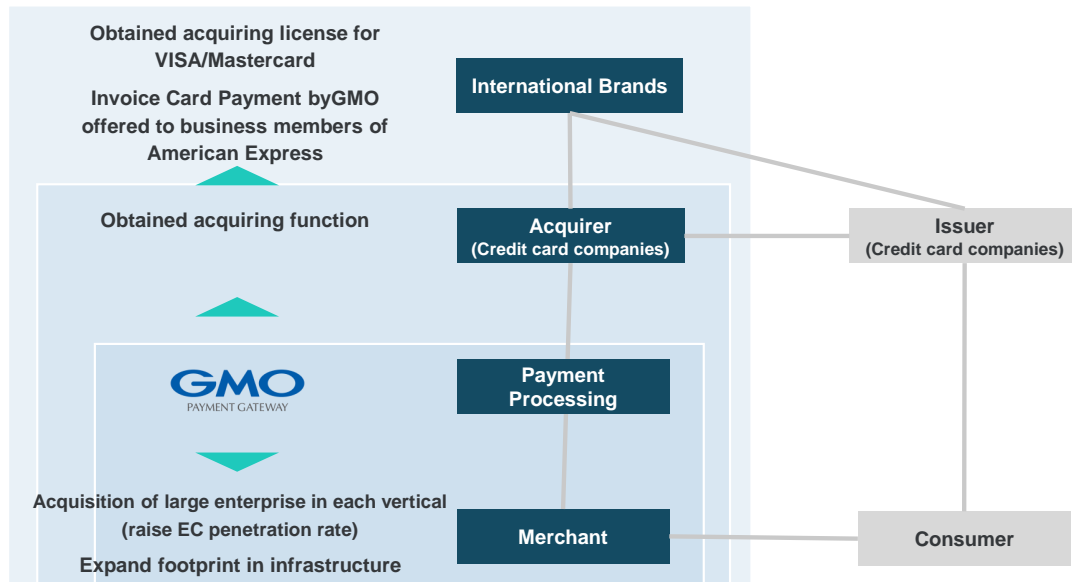 Obtained acquiring license for
VISA/Mastercard
Invoice Card Payment byGMO
offered to business members of
American Express
International Brands
Obtained acquiring function
Acquirer
(Credit card companies)
Issuer
(Credit card companies)
GMO
PAYMENT GATEWAY
Payment
Processing
Acquisition of large enterprise in each vertical
(raise EC penetration rate)
Expand footprint in infrastructure
Merchant
Consumer